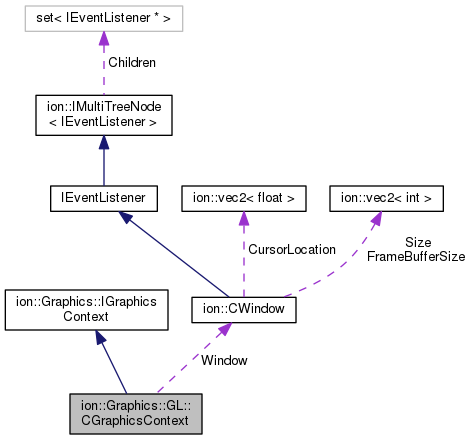 set< IEventListener * >
Children
ion::IMultiTreeNode
< IEventListener >
IEventListener
ion::vec2< float >
ion::vec2< int >
CursorLocation
Size
FrameBufferSize
ion::Graphics::IGraphics
Context
ion::CWindow
Window
ion::Graphics::GL::
CGraphicsContext